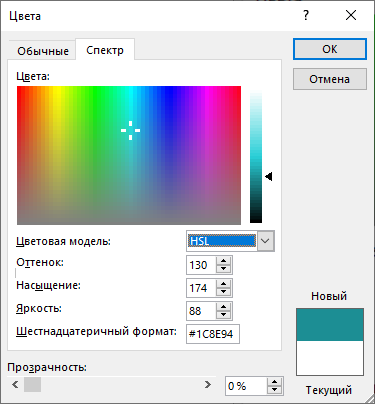 Цвета
Обычные
Спектр
ОК
Отмена
Цвета:
Цветовая модель:
HSL
Оттенок:
130
Насыщение:
174
Яркость:
88
Шестнадцатеричный формат:
#1C8E94
Новый
Текущий
Прозрачность:
0 %